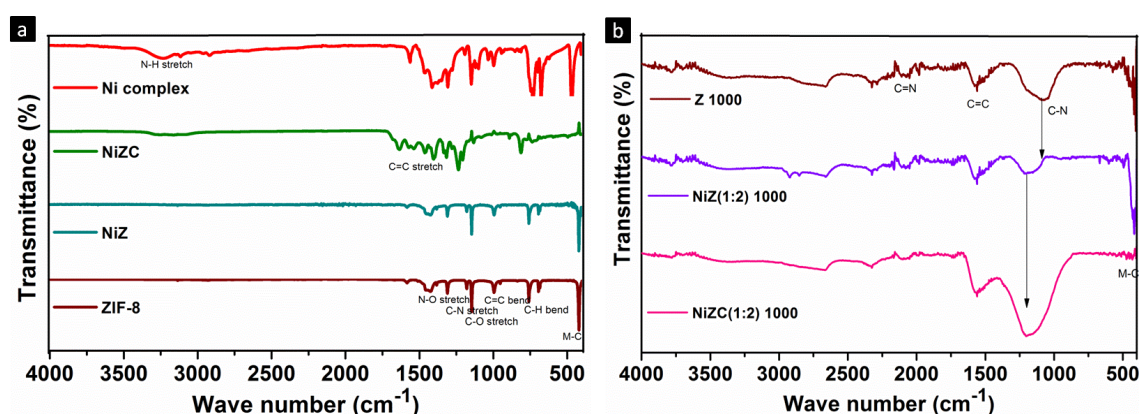 a
Transmittance (%)
N-H stretch
Ni complex
NiZC
C=C stretch
NiZ
ZIF-8
N-O stretch
C=C bend
C-N stretch
C-H bend
C-O stretch
M-C
4000 3500 3000 2500 2000 1500 1000 500
Wave number (cm⁻¹)
b
Transmittance (%)
C=N
C=C
C-N
Z 1000
NiZ(1:2) 1000
NiZC(1:2) 1000
M-C
4000 3500 3000 2500 2000 1500 1000 500
Wave number (cm⁻¹)